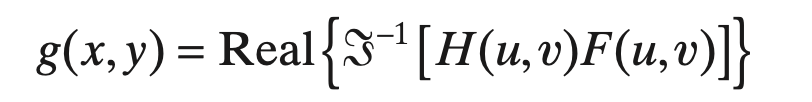 g(x, y) = Real{ℑ⁻¹[H(u, v)F(u, v)]}